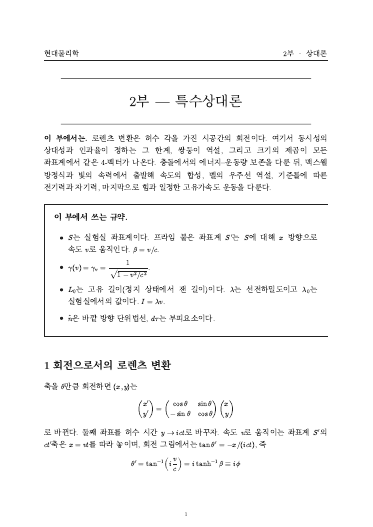 현대물리학 2부 · 상대론
2부 — 특수상대론
이 부에서는. 로렌츠 변환은 허수 각을 가진 시공간의 회전이다. 여기서 동시성의
상대성과 인과율이 정하는 그 한계, 쌍둥이 역설, 그리고 크기의 제곱이 모든
좌표계에서 같은 4-벡터가 나온다. 충돌에서의 에너지–운동량 보존을 다룬 뒤, 맥스웰
방정식과 빛의 속력에서 출발해 속도의 합성, 벨의 우주선 역설, 기준틀에 따른
전기력과 자기력, 마지막으로 힘과 일정한 고유가속도 운동을 다룬다.
이 부에서 쓰는 규약.
• S는 실험실 좌표계이다. 프라임 붙은 좌표계 S′는 S에 대해 x 방향으로
속도 v로 움직인다. β = v/c.
• γ(v) = γᵥ = 1 / √(1 − v²/c²)
• L₀는 고유 길이(정지 상태에서 잰 길이)이다. λ는 선전하밀도이고 λ₀는
실험실에서의 값이다. I = λv.
• n̂은 바깥 방향 단위법선, dτ는 부피요소이다.
1 회전으로서의 로렌츠 변환
축을 θ만큼 회전하면 (x, y)는
(x′ y′) = (cos θ sin θ −sin θ cos θ) (x y)
로 바뀐다. 둘째 좌표를 허수 시간 y → ict로 바꾸자. 속도 v로 움직이는 좌표계 S′의
ct′축은 x = vt를 따라 놓이며, 회전 그림에서는 tan θ′ = −x/(ict), 즉
θ′ = tan⁻¹(i v/c) = i tanh⁻¹ β ≡ iϕ
1